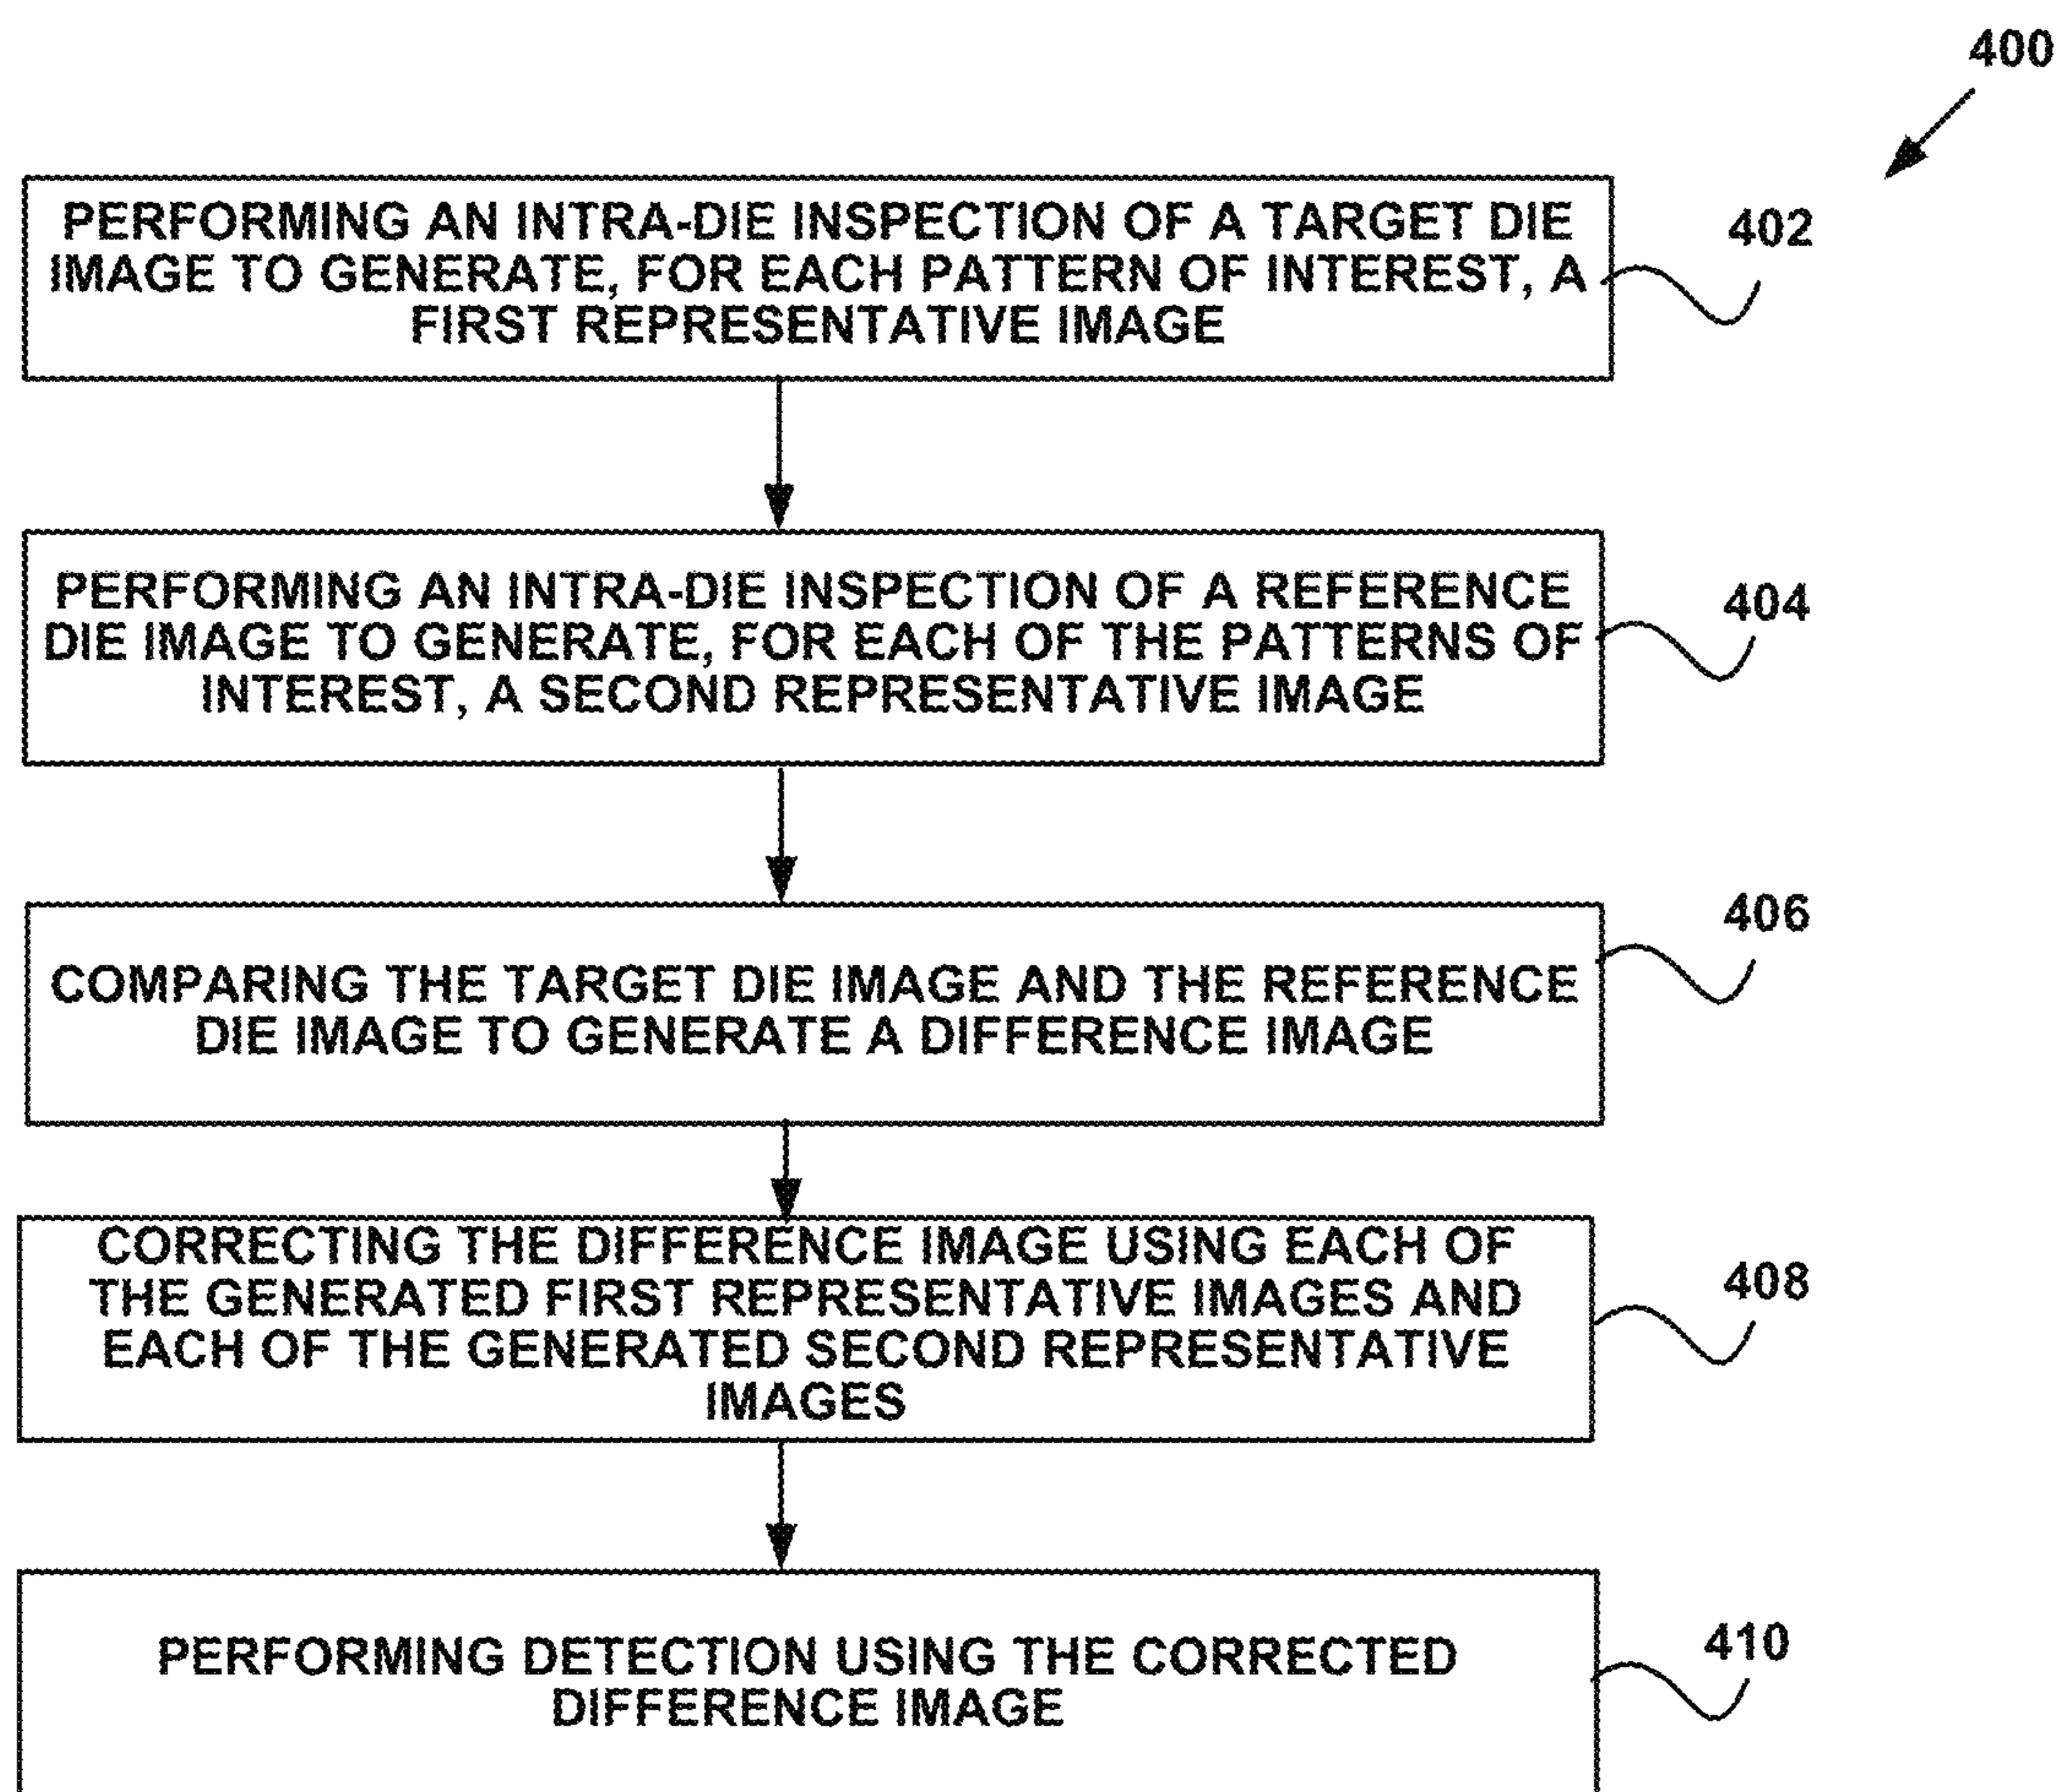 400
PERFORMING AN INTRA-DIE INSPECTION OF A TARGET DIE
IMAGE TO GENERATE, FOR EACH PATTERN OF INTEREST, A
FIRST REPRESENTATIVE IMAGE
402
PERFORMING AN INTRA-DIE INSPECTION OF A REFERENCE
DIE IMAGE TO GENERATE, FOR EACH OF THE PATTERNS OF
INTEREST, A SECOND REPRESENTATIVE IMAGE
404
COMPARING THE TARGET DIE IMAGE AND THE REFERENCE
DIE IMAGE TO GENERATE A DIFFERENCE IMAGE
406
CORRECTING THE DIFFERENCE IMAGE USING EACH OF
THE GENERATED FIRST REPRESENTATIVE IMAGES AND
EACH OF THE GENERATED SECOND REPRESENTATIVE
IMAGES
408
PERFORMING DETECTION USING THE CORRECTED
DIFFERENCE IMAGE
410